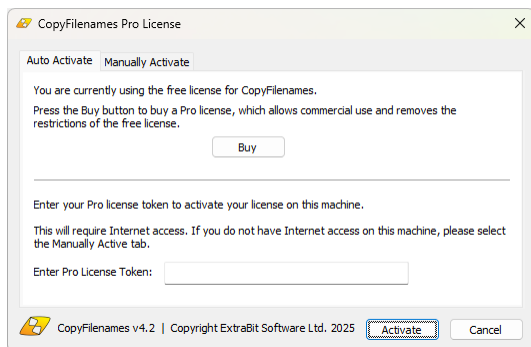 CopyFilenames Pro License
Auto Activate
Manually Activate
You are currently using the free license for CopyFilenames.
Press the Buy button to buy a Pro license, which allows commercial use and removes the
restrictions of the free license.
Buy
Enter your Pro license token to activate your license on this machine.
This will require Internet access. If you do not have Internet access on this machine, please select
the Manually Active tab.
Enter Pro License Token:
CopyFilenames v4.2 | Copyright ExtraBit Software Ltd. 2025
Activate
Cancel